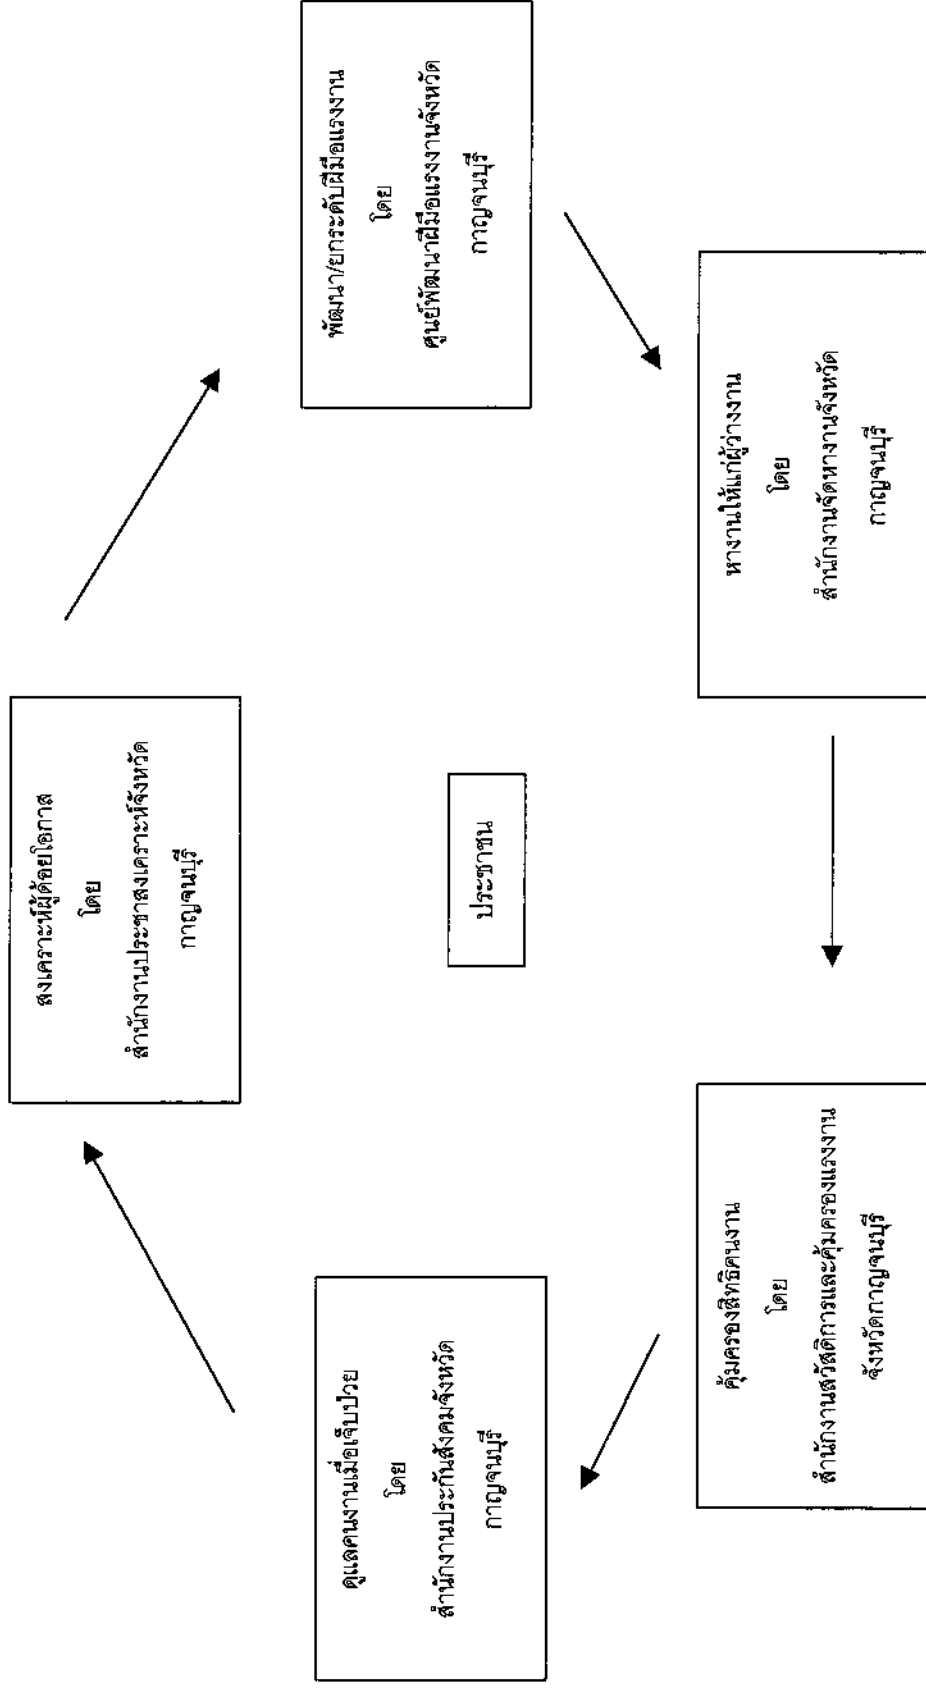 สงเคราะห์ผู้ด้อยโอกาส
โดย
สำนักงานประชาสงเคราะห์จังหวัด
กาญจนบุรี
พัฒนา/ยกระดับฝีมือแรงงาน
โดย
ศูนย์พัฒนาฝีมือแรงงานจังหวัด
กาญจนบุรี
หางานให้แก่ผู้ว่างงาน
โดย
สำนักงานจัดหางานจังหวัด
กาญจนบุรี
คุ้มครองสิทธิคนงาน
โดย
สำนักงานสวัสดิการและคุ้มครองแรงงาน
จังหวัดกาญจนบุรี
ดูแลคนงานเมื่อเจ็บป่วย
โดย
สำนักงานประกันสังคมจังหวัด
กาญจนบุรี
ประชาชน